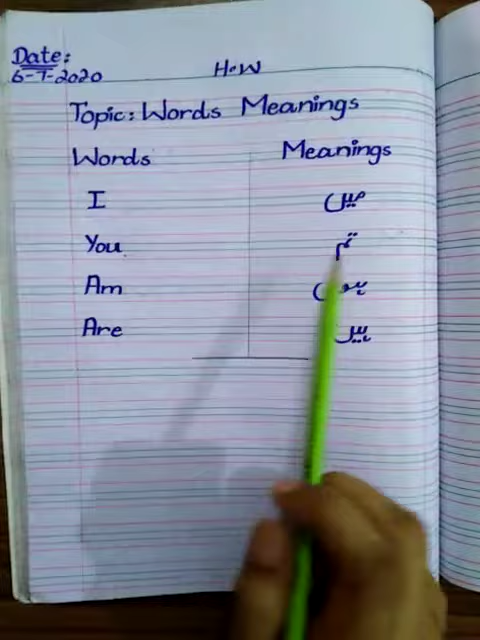 Date:
6-7-2020
H.W
Topic: Words Meanings
Words Meanings
I میں
You تم
Am ہوں
Are ہیں